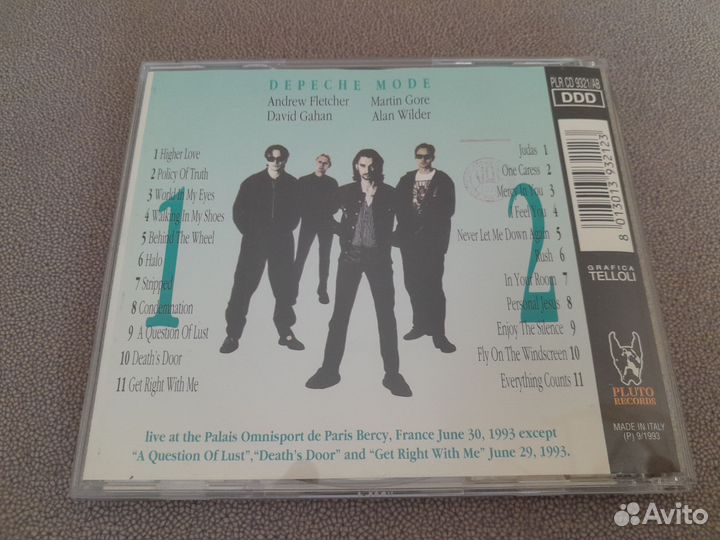 DEPECHE MODE
Andrew Fletcher Martin Gore
David Gahan Alan Wilder
1 Higher Love
2 Policy Of Truth
3 World In My Eyes
4 Walking In My Shoes
5 Behind The Wheel
6 Halo
7 Stripped
8 Condemnation
9 A Question Of Lust
10 Death's Door
11 Get Right With Me
1
Judas 1
One Caress 2
Mercy In You 3
I Feel You 4
Never Let Me Down Again 5
Rush 6
In Your Room 7
Personal Jesus 8
Enjoy The Silence 9
Fly On The Windscreen 10
Everything Counts 11
2
live at the Palais Omnisport de Paris Bercy, France June 30, 1993 except
"A Question Of Lust","Death's Door" and "Get Right With Me" June 29, 1993.
PLR CD 9321/AB
DDD
8 013013 932123
GRAFICA
TELLOLI
PLUTO
RECORDS
MADE IN ITALY
(P) 9/1993
Avito